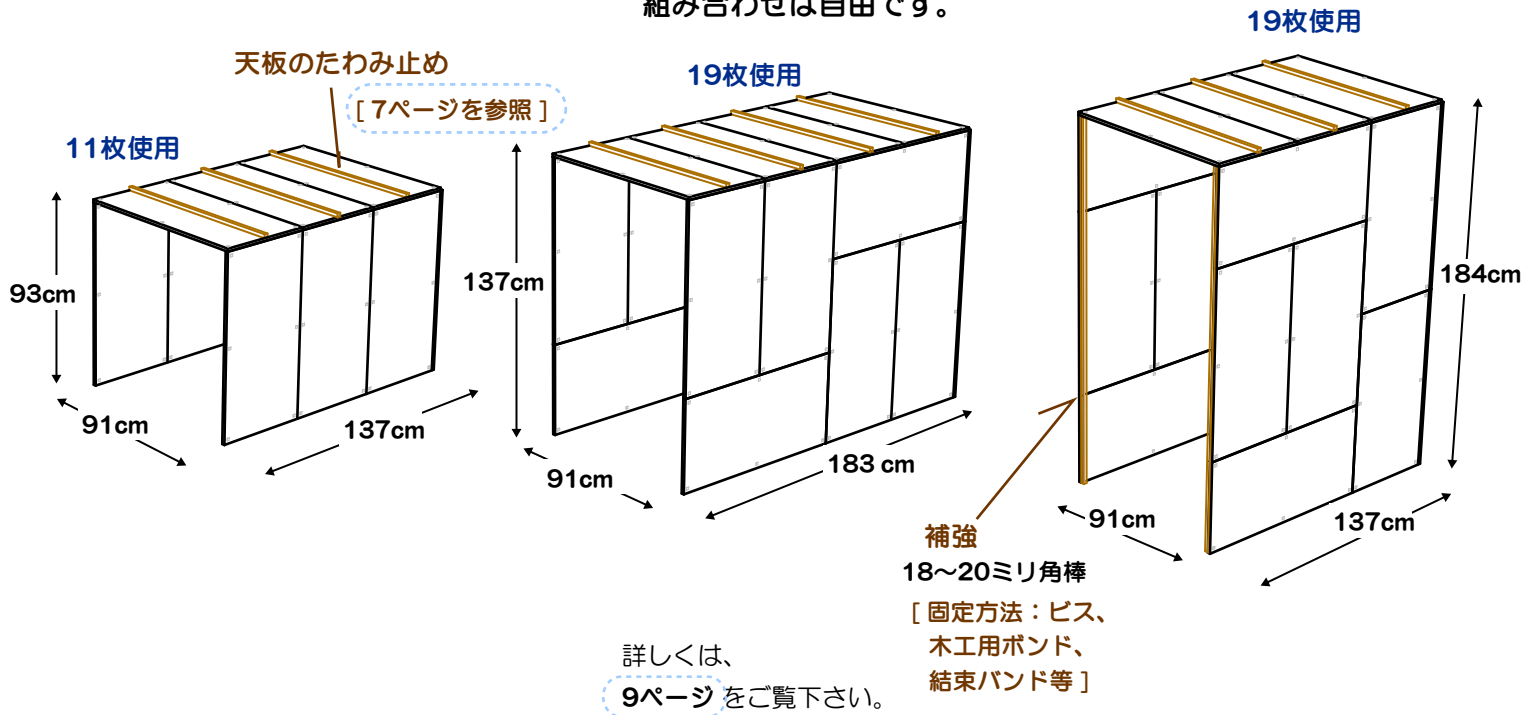 組み合わせは自由です。
天板のたわみ止め
[ 7ページを参照 ]
11枚使用
93cm
91cm
137cm
19枚使用
137cm
91cm
183 cm
19枚使用
184cm
91cm
137cm
補強
18〜20ミリ角棒
[ 固定方法：ビス、
木工用ボンド、
結束バンド等 ]
詳しくは、
9ページ をご覧下さい。